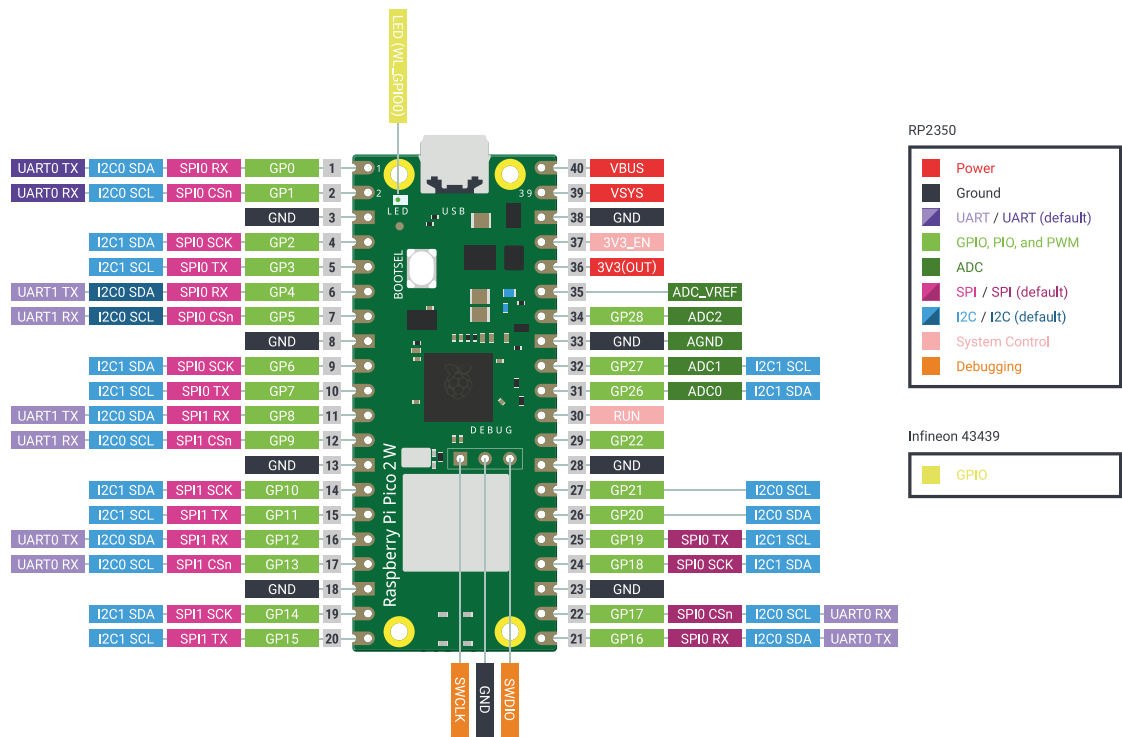 LED (WL_GPIO0)
UART0 TX I2C0 SDA SPI0 RX GP0 1 1 40 VBUS
UART0 RX I2C0 SCL SPI0 CSn GP1 2 2 39 39 VSYS
LED USB
GND 3 38 GND
I2C1 SDA SPI0 SCK GP2 4 37 3V3_EN
I2C1 SCL SPI0 TX GP3 5 BOOTSEL 36 3V3(OUT)
UART1 TX I2C0 SDA SPI0 RX GP4 6 35 ADC_VREF
UART1 RX I2C0 SCL SPI0 CSn GP5 7 34 GP28 ADC2
GND 8 33 GND AGND
I2C1 SDA SPI0 SCK GP6 9 32 GP27 ADC1 I2C1 SCL
I2C1 SCL SPI0 TX GP7 10 31 GP26 ADC0 I2C1 SDA
UART1 TX I2C0 SDA SPI1 RX GP8 11 30 RUN
DEBUG
UART1 RX I2C0 SCL SPI1 CSn GP9 12 29 GP22
GND 13 28 GND
I2C1 SDA SPI1 SCK GP10 14 27 GP21 I2C0 SCL
I2C1 SCL SPI1 TX GP11 15 26 GP20 I2C0 SDA
UART0 TX I2C0 SDA SPI1 RX GP12 16 25 GP19 SPI0 TX I2C1 SCL
UART0 RX I2C0 SCL SPI1 CSn GP13 17 24 GP18 SPI0 SCK I2C1 SDA
GND 18 23 GND
I2C1 SDA SPI1 SCK GP14 19 22 GP17 SPI0 CSn I2C0 SCL UART0 RX
I2C1 SCL SPI1 TX GP15 20 21 GP16 SPI0 RX I2C0 SDA UART0 TX
Raspberry Pi Pico 2 W
SWCLK
GND
SWDIO
RP2350
Power
Ground
UART / UART (default)
GPIO, PIO, and PWM
ADC
SPI / SPI (default)
I2C / I2C (default)
System Control
Debugging
Infineon 43439
GPIO